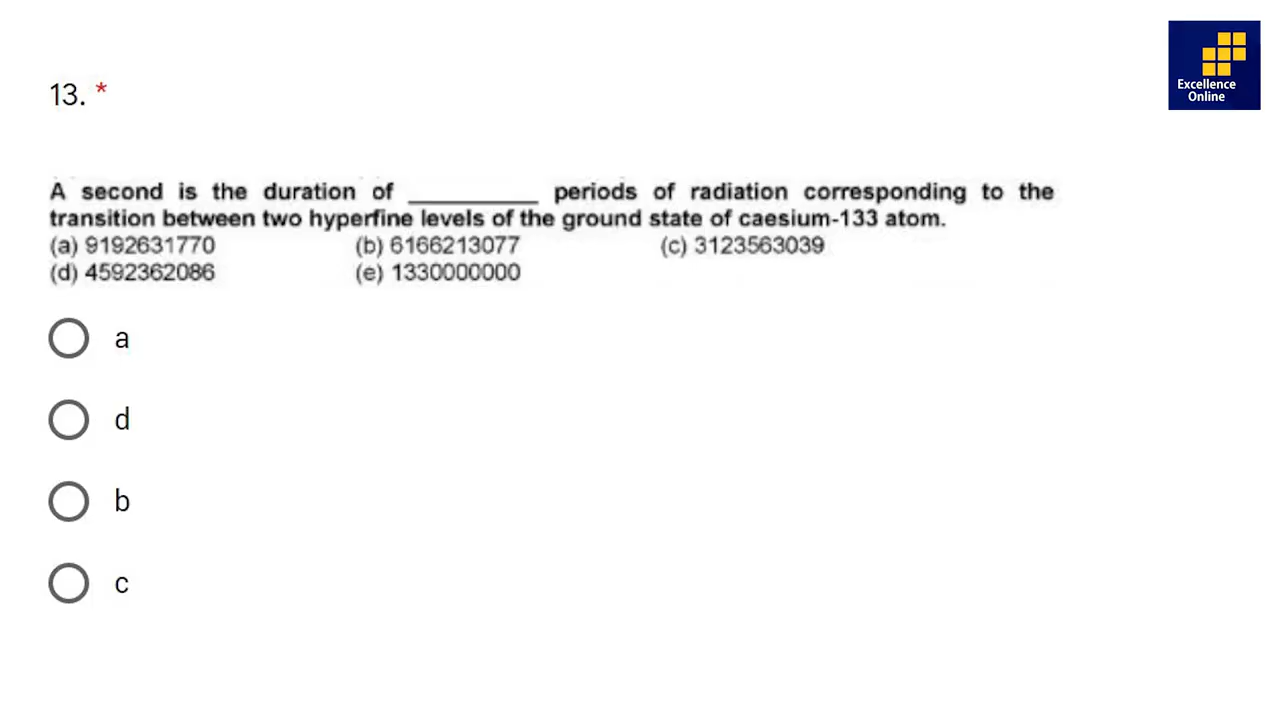 Excellence
Online
13. *
A second is the duration of __________ periods of radiation corresponding to the
transition between two hyperfine levels of the ground state of caesium-133 atom.
(a) 9192631770 (b) 6166213077 (c) 3123563039
(d) 4592362086 (e) 1330000000
a
d
b
c